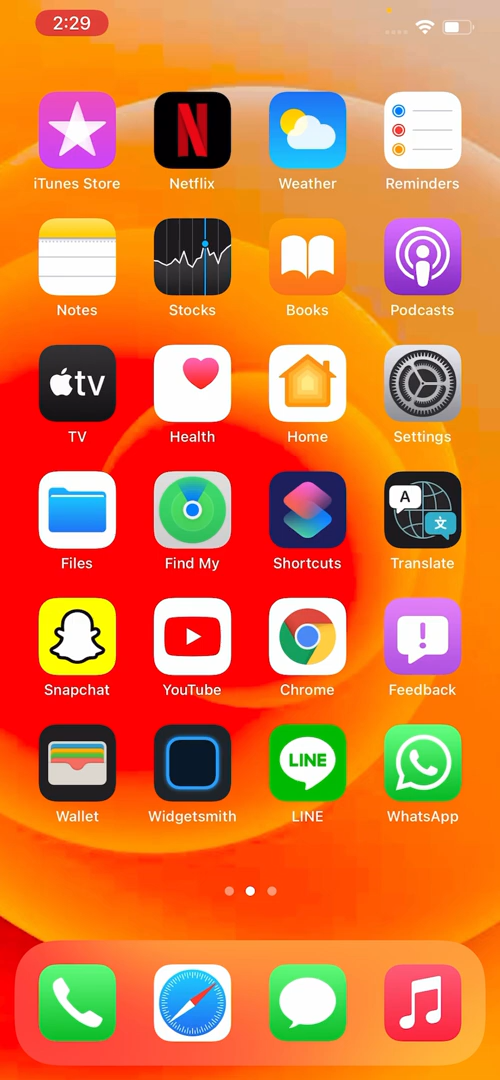 2:29
iTunes Store Netflix Weather Reminders
Notes Stocks Books Podcasts
tv
TV Health Home Settings
A 文
Files Find My Shortcuts Translate
Snapchat YouTube Chrome Feedback
LINE
Wallet Widgetsmith LINE WhatsApp